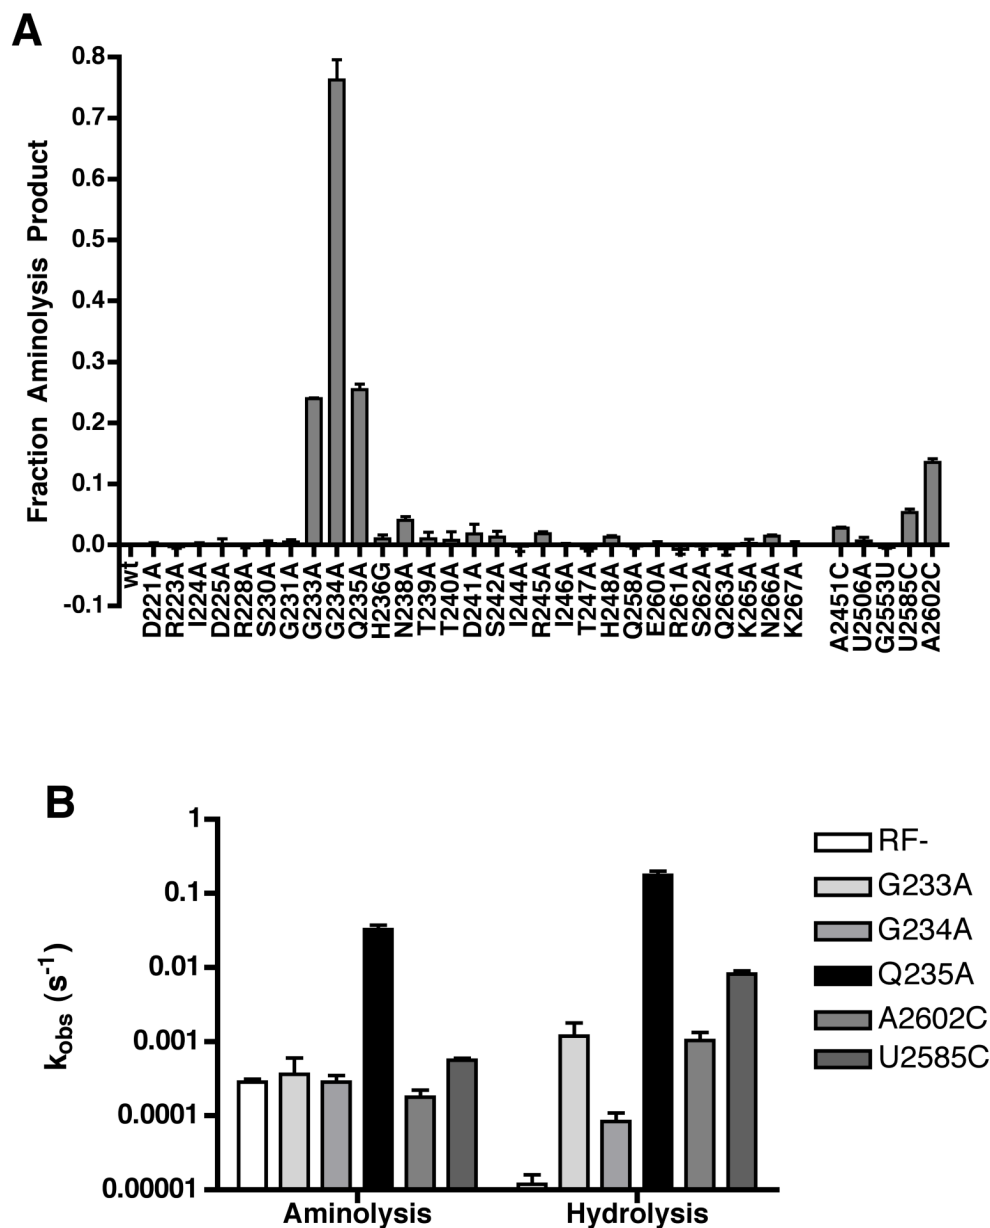 A
Fraction Aminolysis Product
0.8
0.7
0.6
0.5
0.4
0.3
0.2
0.1
0.0
-0.1
wt
D221A
R223A
I224A
D225A
R228A
S230A
G231A
G233A
G234A
Q235A
H236G
N238A
T239A
T240A
D241A
S242A
I244A
R245A
I246A
T247A
H248A
Q258A
E260A
R261A
S262A
Q263A
K265A
N266A
K267A
A2451C
U2506A
G2553U
U2585C
A2602C
B
kobs (s-1)
1
0.1
0.01
0.001
0.0001
0.00001
Aminolysis
Hydrolysis
RF-
G233A
G234A
Q235A
A2602C
U2585C